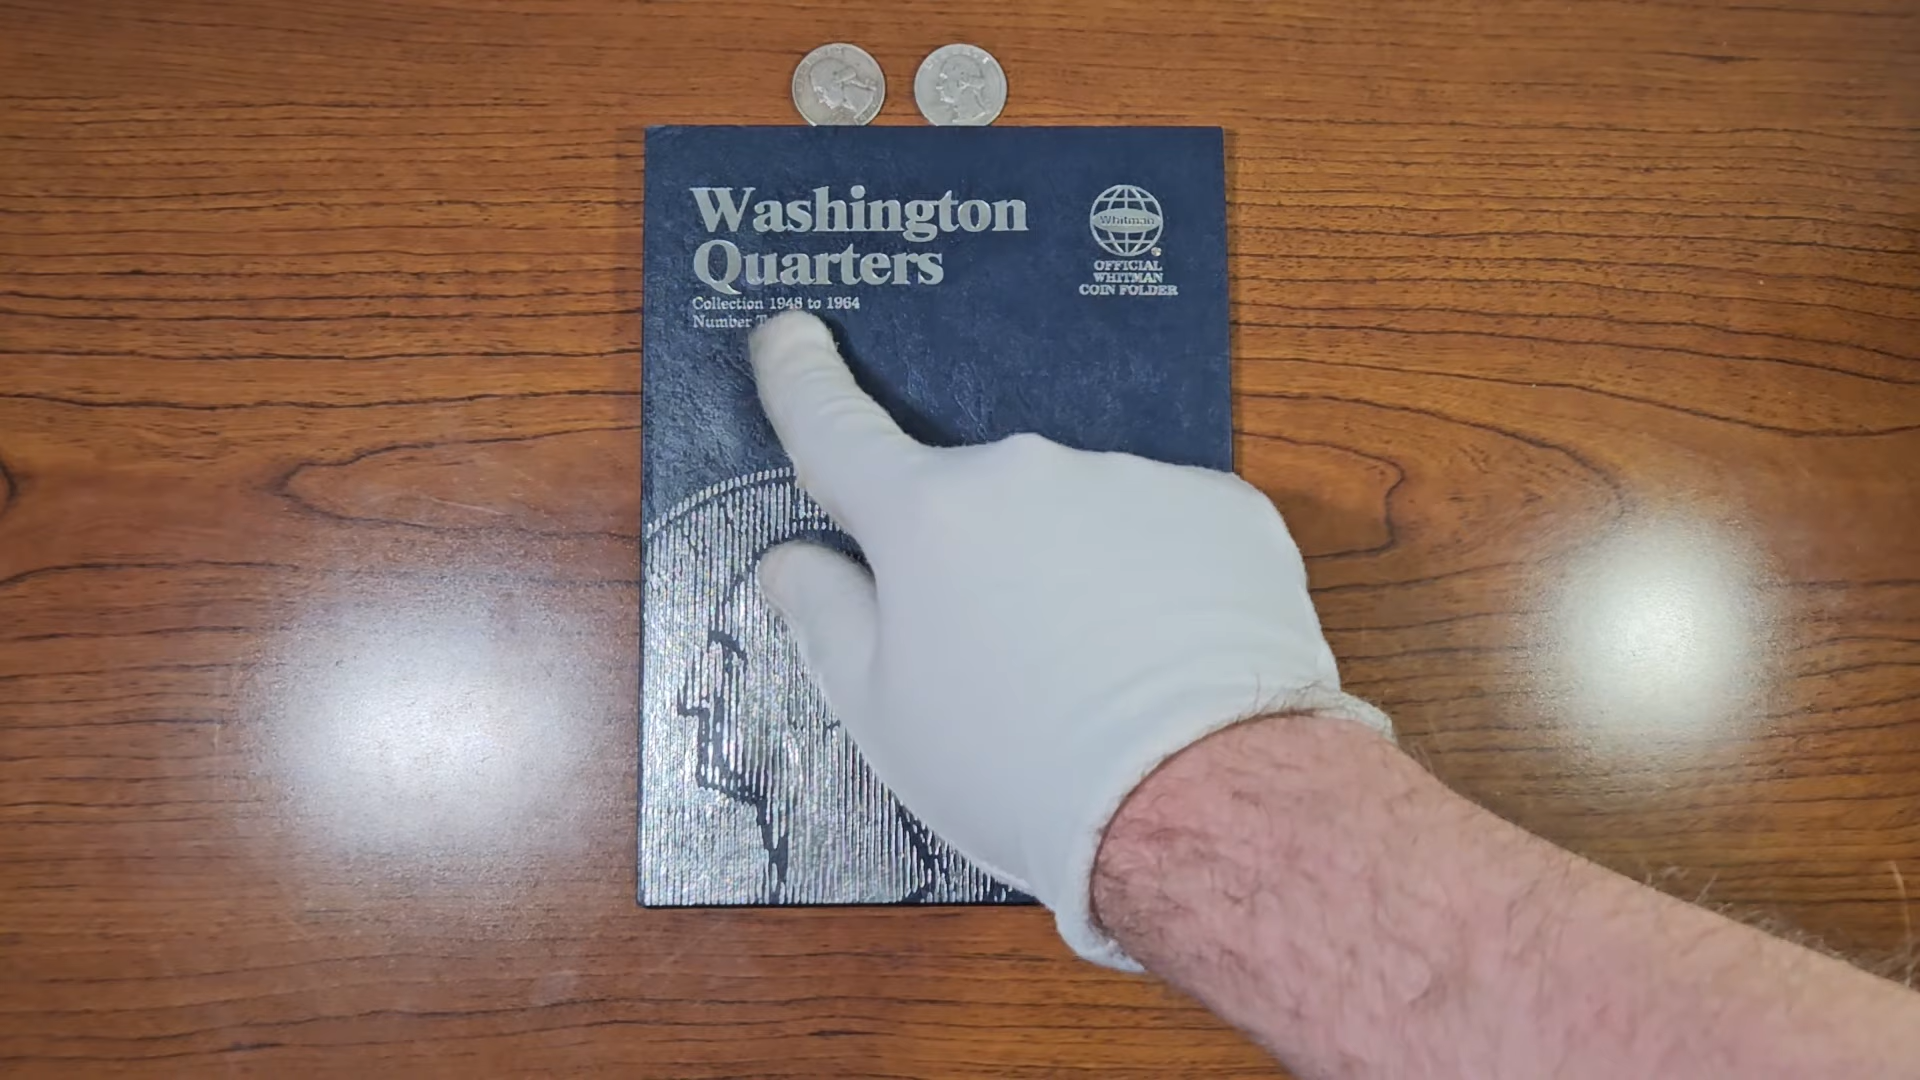 Washington
Quarters
Collection 1948 to 1964
Number
Whitman
OFFICIAL
WHITMAN
COIN FOLDER